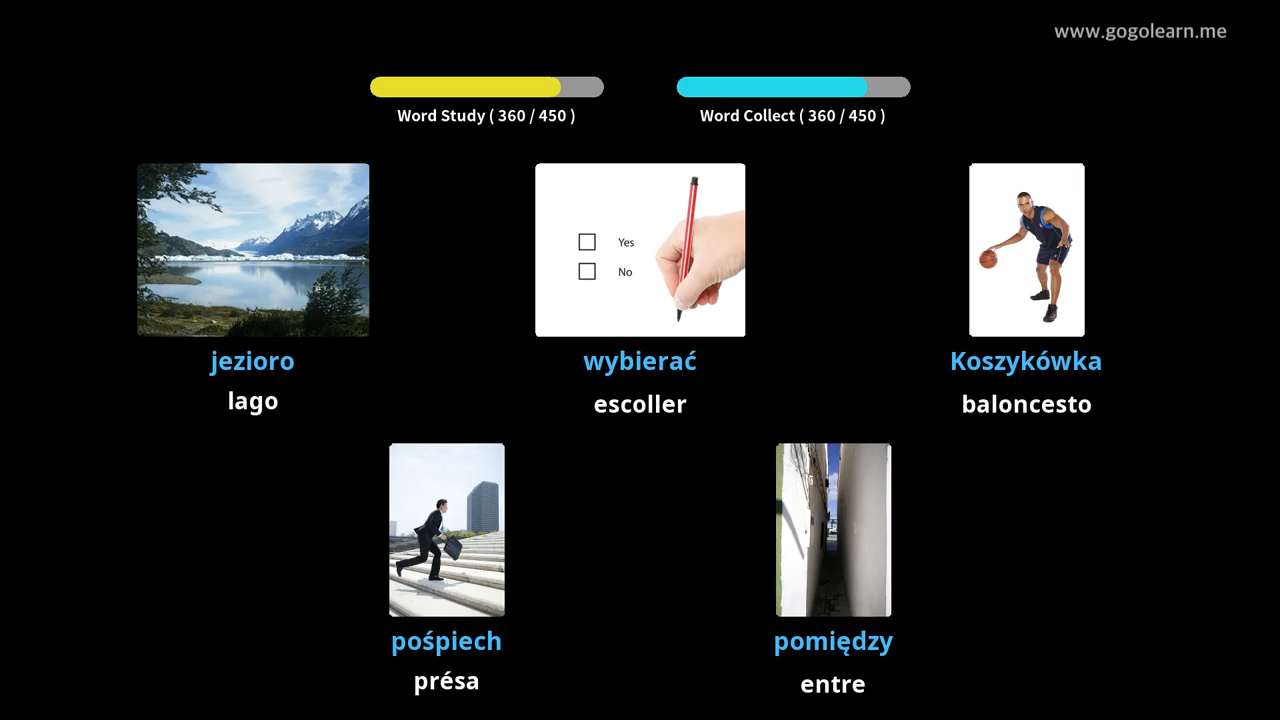 www.gogolearn.me
Word Study ( 360 / 450 )
Word Collect ( 360 / 450 )
Yes
No
jezioro
wybierać
Koszykówka
lago
escoller
baloncesto
pośpiech
pomiędzy
présa
entre